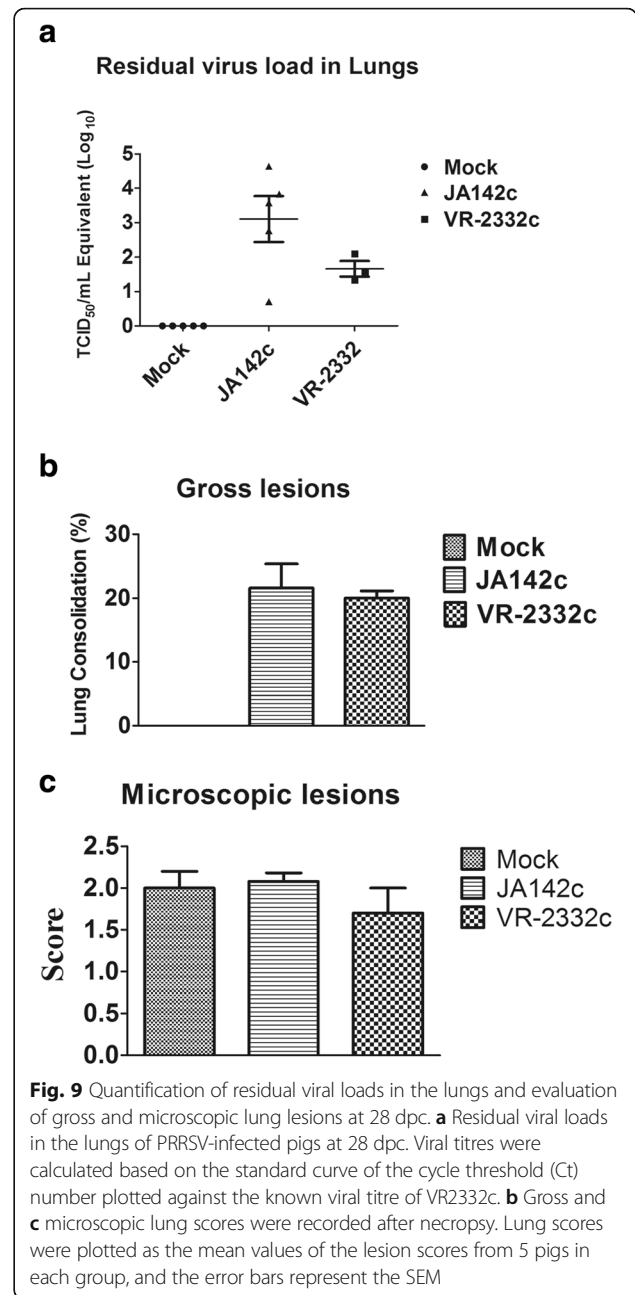 a
Residual virus load in Lungs
TCID50/mL Equivalent (Log10)
5
4
3
2
1
0
Mock
JA142c
VR-2332
Mock
JA142c
VR-2332c
b
Gross lesions
Lung Consolidation (%)
30
20
10
0
Mock
JA142c
VR-2332c
c
Microscopic lesions
Score
2.5
2.0
1.5
1.0
0.5
0.0
Mock
JA142c
VR-2332c
Fig. 9 Quantification of residual viral loads in the lungs and evaluation
of gross and microscopic lung lesions at 28 dpc. a Residual viral loads
in the lungs of PRRSV-infected pigs at 28 dpc. Viral titres were
calculated based on the standard curve of the cycle threshold (Ct)
number plotted against the known viral titre of VR2332c. b Gross and
c microscopic lung scores were recorded after necropsy. Lung scores
were plotted as the mean values of the lesion scores from 5 pigs in
each group, and the error bars represent the SEM